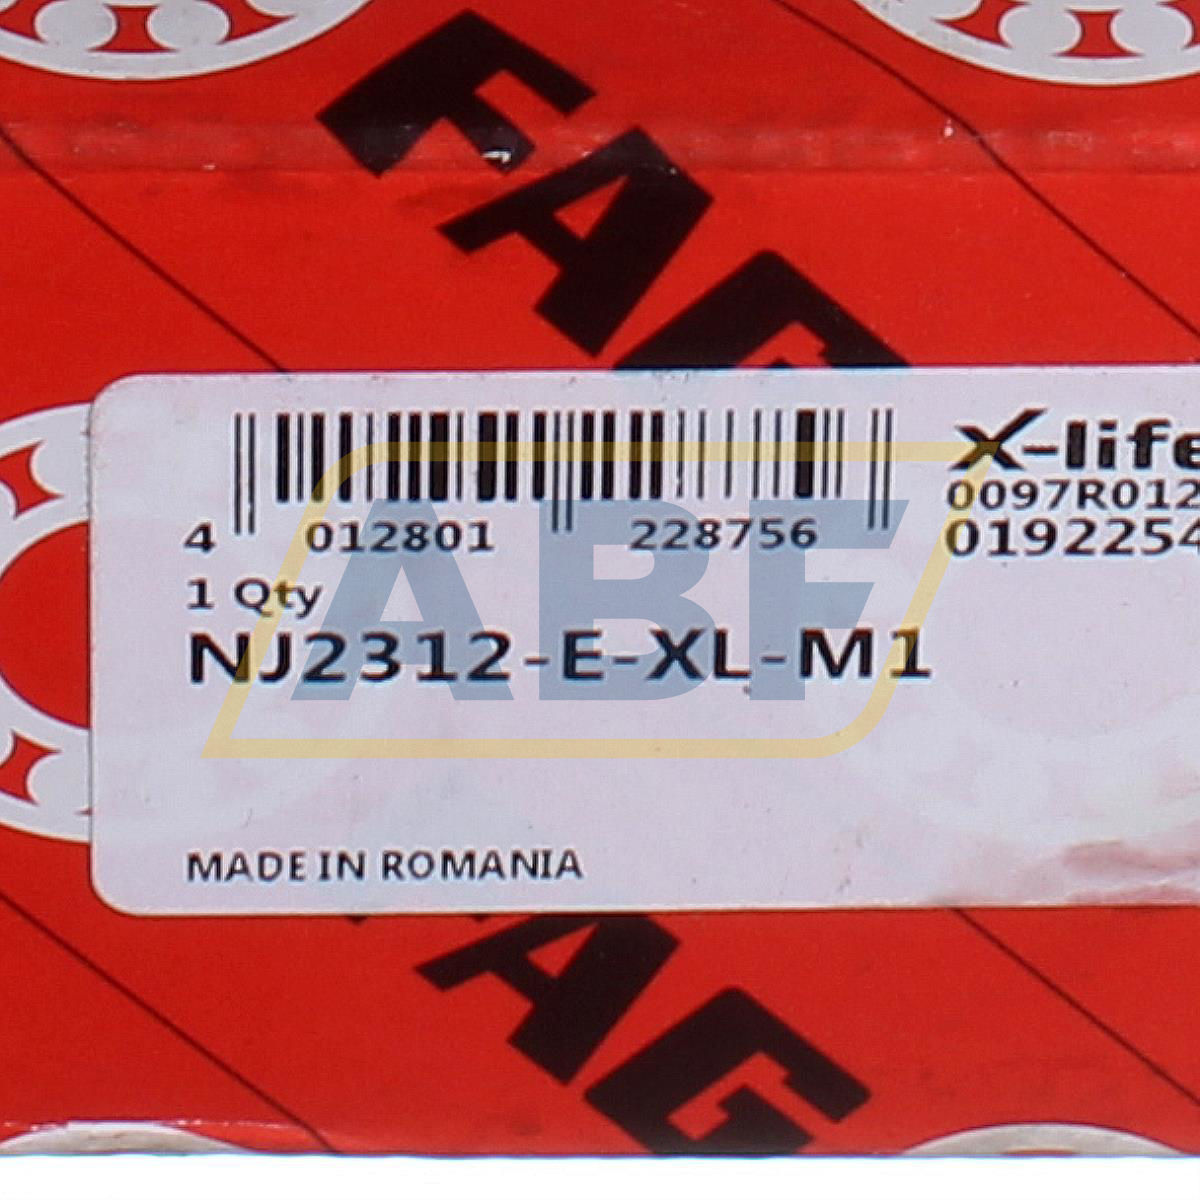 FAG
X-life
4 012801 228756
0097R012
0192254
1 Qty
NJ2312-E-XL-M1
ABF
MADE IN ROMANIA
FAG